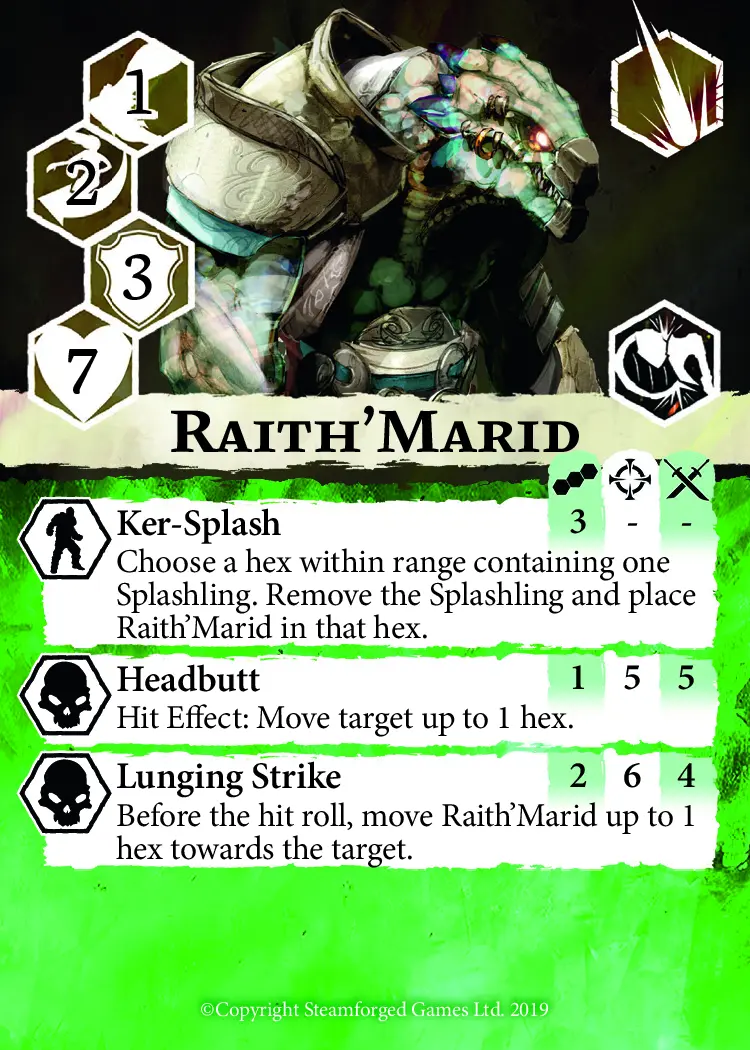 1
2
3
7
Raith’Marid
Ker-Splash 3 - -
Choose a hex within range containing one
Splashling. Remove the Splashling and place
Raith’Marid in that hex.
Headbutt 1 5 5
Hit Effect: Move target up to 1 hex.
Lunging Strike 2 6 4
Before the hit roll, move Raith’Marid up to 1
hex towards the target.
©Copyright Steamforged Games Ltd. 2019